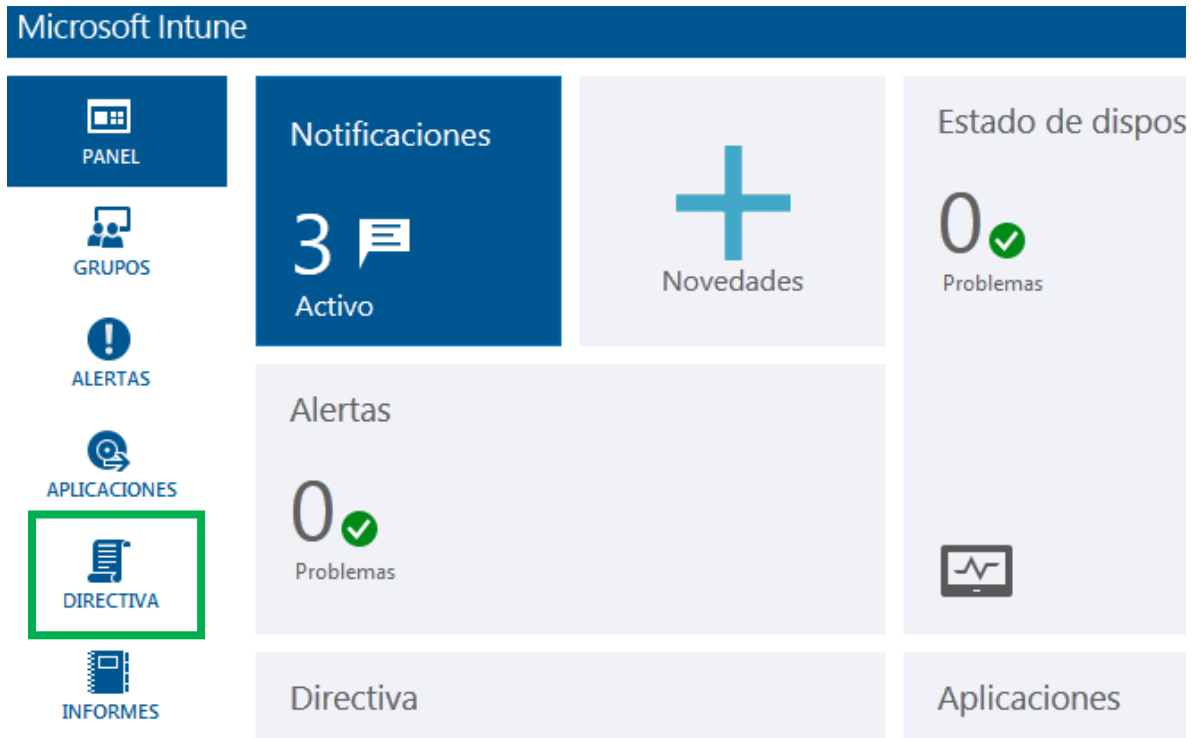 Microsoft Intune
PANEL
GRUPOS
ALERTAS
APLICACIONES
DIRECTIVA
INFORMES
Notificaciones
3
Activo
Novedades
Estado de dispos
0
Problemas
Alertas
0
Problemas
Directiva
Aplicaciones